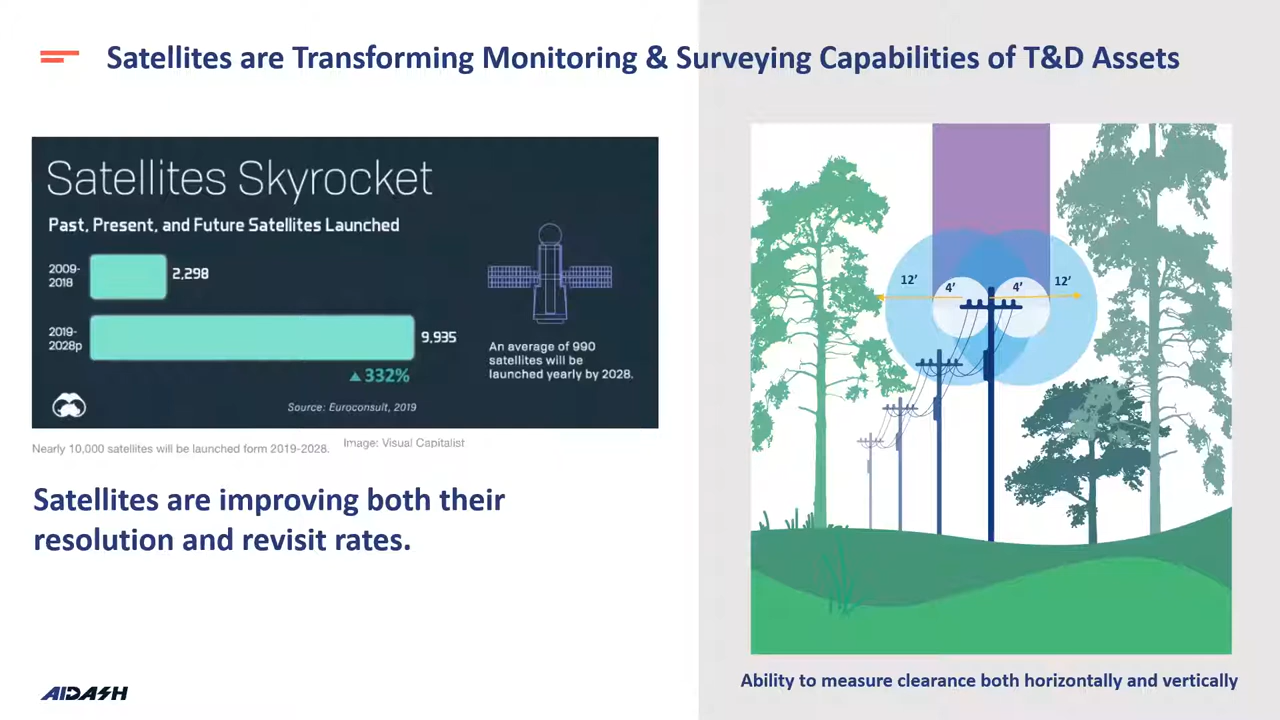 Satellites are Transforming Monitoring & Surveying Capabilities of T&D Assets
Satellites Skyrocket
Past, Present, and Future Satellites Launched
2009-
2018
2,298
2019-
2028p
9,935
▲332%
An average of 990
satellites will be
launched yearly by 2028.
Source: Euroconsult, 2019
Nearly 10,000 satellites will be launched form 2019-2028.
Image: Visual Capitalist
Satellites are improving both their
resolution and revisit rates.
12’
4’
4’
12’
Ability to measure clearance both horizontally and vertically
AIDASH